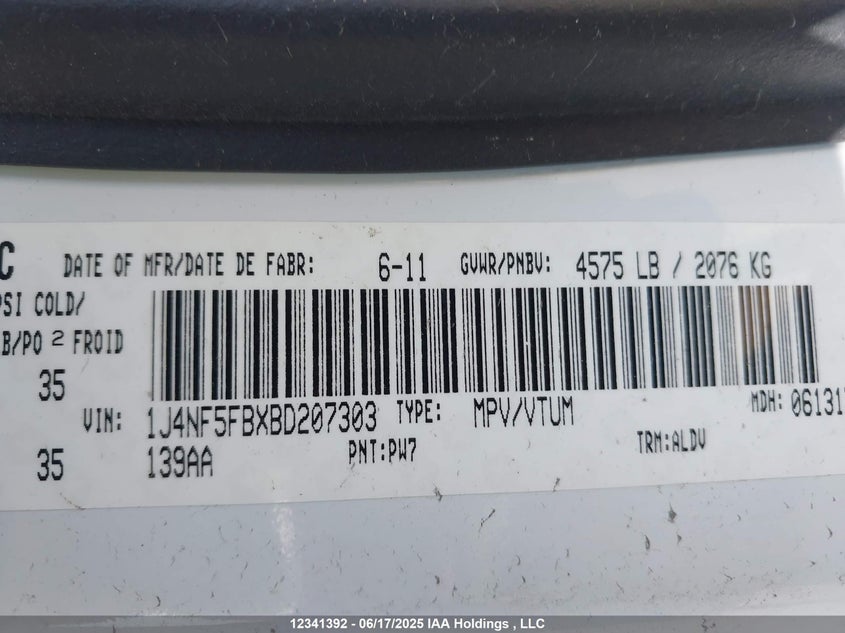 C DATE OF MFR/DATE DE FABR: 6-11 GVWR/PNBV: 4575 LB / 2076 KG
PSI COLD/
B/PO 2 FROID
35
VIN: 1J4NF5FBXBD207303 TYPE: MPV/VTUM MDH: 06131
35 139AA PNT:PW7 TRM:ALDV
12341392 - 06/17/2025 IAA Holdings , LLC